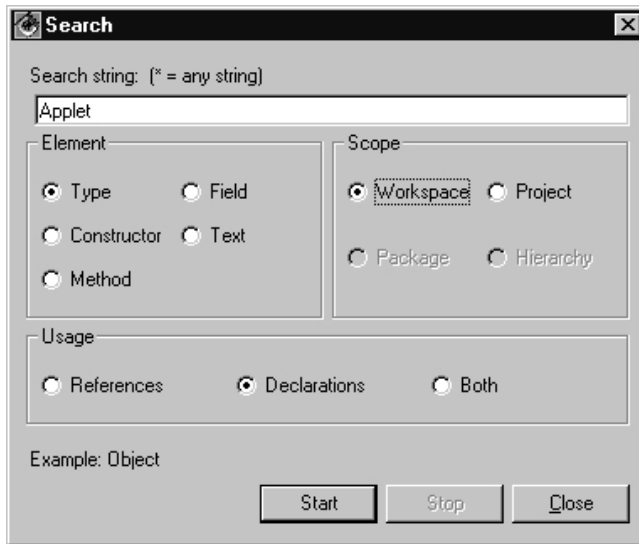 Search
Search string: (* = any string)
Applet
Element
Scope
Type Field
Workspace Project
Constructor Text
Package Hierarchy
Method
Usage
References Declarations Both
Example: Object
Start Stop Close